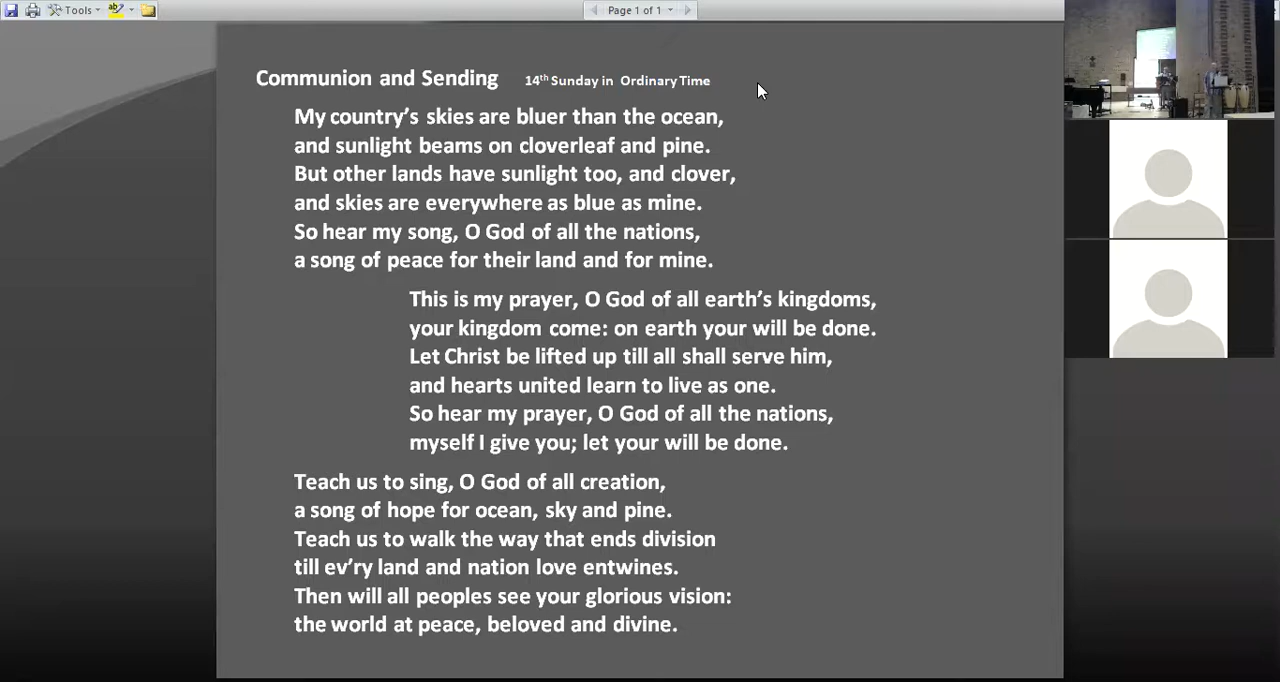 Tools
Page 1 of 1
Communion and Sending 14th Sunday in Ordinary Time
My country’s skies are bluer than the ocean,
and sunlight beams on cloverleaf and pine.
But other lands have sunlight too, and clover,
and skies are everywhere as blue as mine.
So hear my song, O God of all the nations,
a song of peace for their land and for mine.
This is my prayer, O God of all earth’s kingdoms,
your kingdom come: on earth your will be done.
Let Christ be lifted up till all shall serve him,
and hearts united learn to live as one.
So hear my prayer, O God of all the nations,
myself I give you; let your will be done.
Teach us to sing, O God of all creation,
a song of hope for ocean, sky and pine.
Teach us to walk the way that ends division
till ev’ry land and nation love entwines.
Then will all peoples see your glorious vision:
the world at peace, beloved and divine.